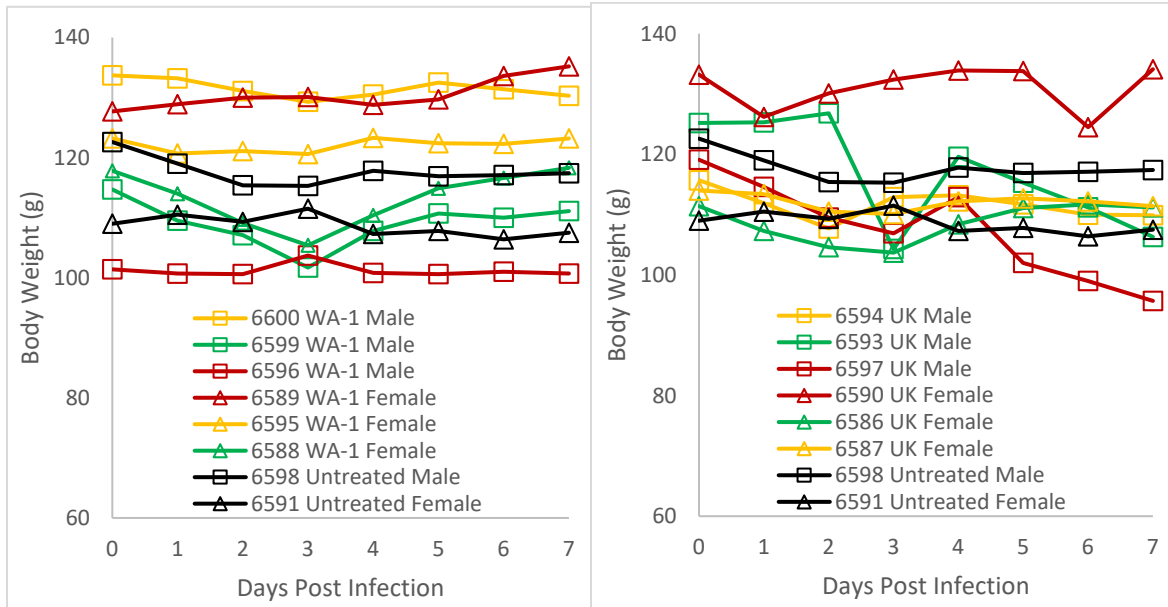 140
120
100
80
60
Body Weight (g)
6600 WA-1 Male
6599 WA-1 Male
6596 WA-1 Male
6589 WA-1 Female
6595 WA-1 Female
6588 WA-1 Female
6598 Untreated Male
6591 Untreated Female
0 1 2 3 4 5 6 7
Days Post Infection
140
120
100
80
60
Body Weight (g)
6594 UK Male
6593 UK Male
6597 UK Male
6590 UK Female
6586 UK Female
6587 UK Female
6598 Untreated Male
6591 Untreated Female
0 1 2 3 4 5 6 7
Days Post Infection